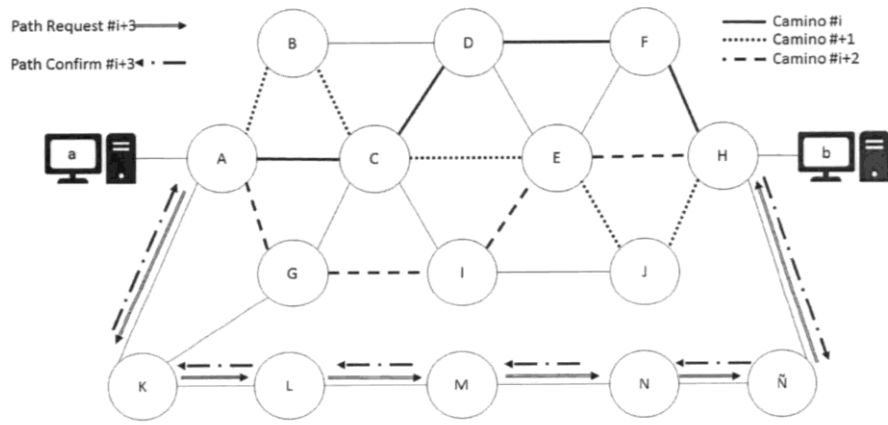 Path Request #i+3
Path Confirm #i+3
Camino #i
Camino #+1
Camino #i+2
B
D
F
a
A
C
E
H
b
G
I
J
K
L
M
N
Ñ